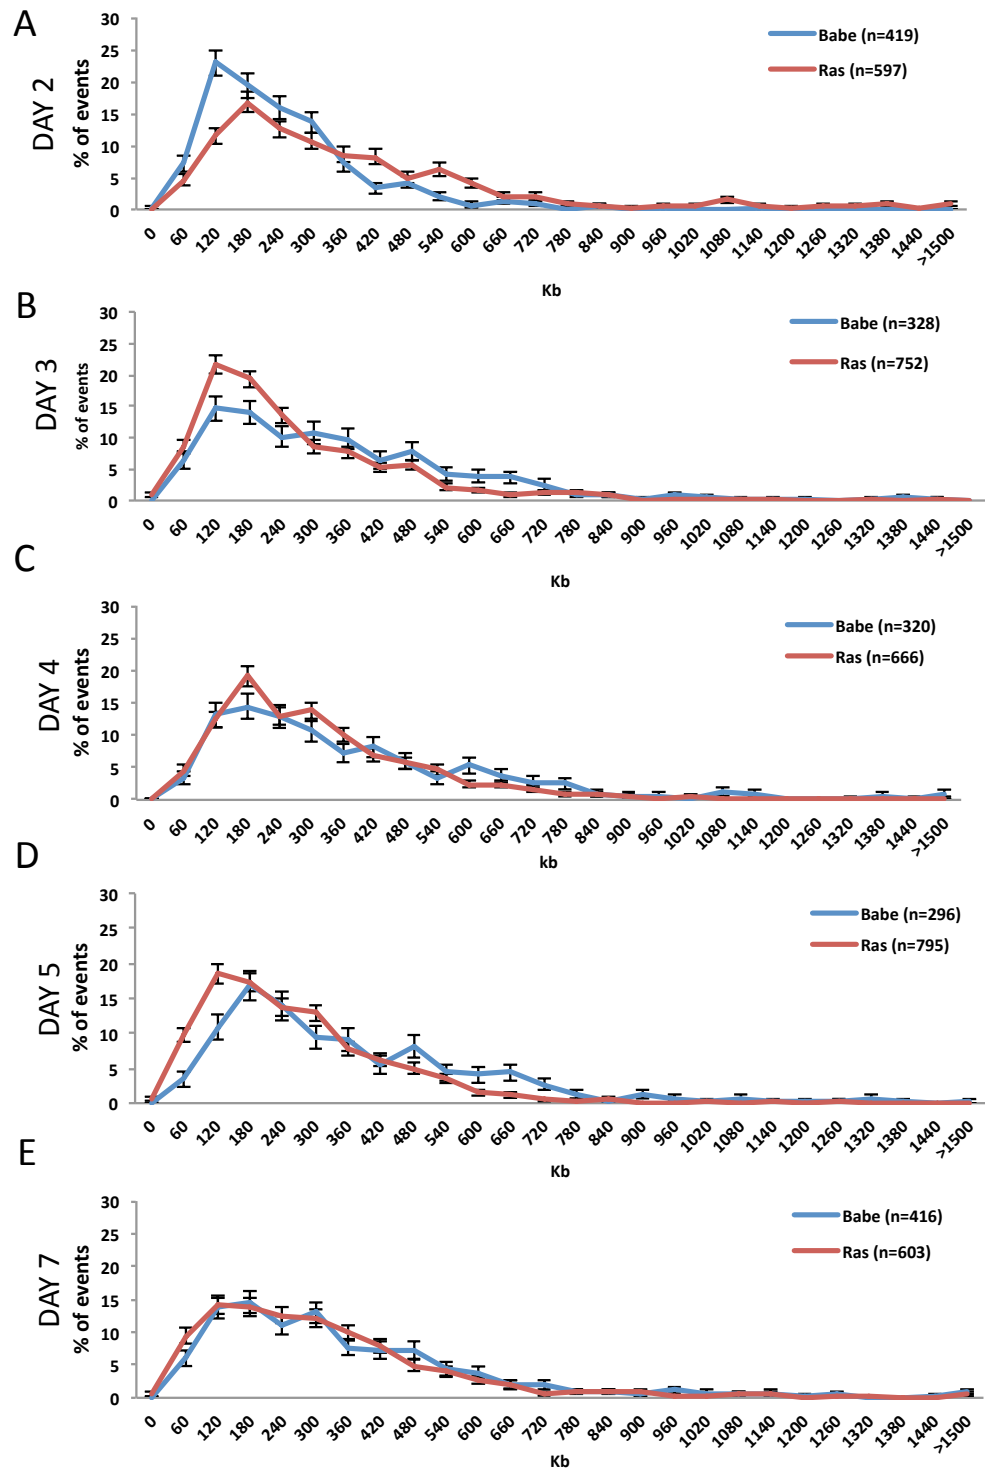 A
DAY 2
% of events
30
25
20
15
10
5
0
Babe (n=419)
Ras (n=597)
0 60 120 180 240 300 360 420 480 540 600 660 720 780 840 900 960 1020 1080 1140 1200 1260 1320 1380 1440 >1500
Kb
B
DAY 3
% of events
30
25
20
15
10
5
0
Babe (n=328)
Ras (n=752)
0 60 120 180 240 300 360 420 480 540 600 660 720 780 840 900 960 1020 1080 1140 1200 1260 1320 1380 1440 >1500
Kb
C
DAY 4
% of events
30
25
20
15
10
5
0
Babe (n=320)
Ras (n=666)
0 60 120 180 240 300 360 420 480 540 600 660 720 780 840 900 960 1020 1080 1140 1200 1260 1320 1380 1440 >1500
kb
D
DAY 5
% of events
30
25
20
15
10
5
0
Babe (n=296)
Ras (n=795)
0 60 120 180 240 300 360 420 480 540 600 660 720 780 840 900 960 1020 1080 1140 1200 1260 1320 1380 1440 >1500
Kb
E
DAY 7
% of events
30
25
20
15
10
5
0
Babe (n=416)
Ras (n=603)
0 60 120 180 240 300 360 420 480 540 600 660 720 780 840 900 960 1020 1080 1140 1200 1260 1320 1380 1440 >1500
Kb